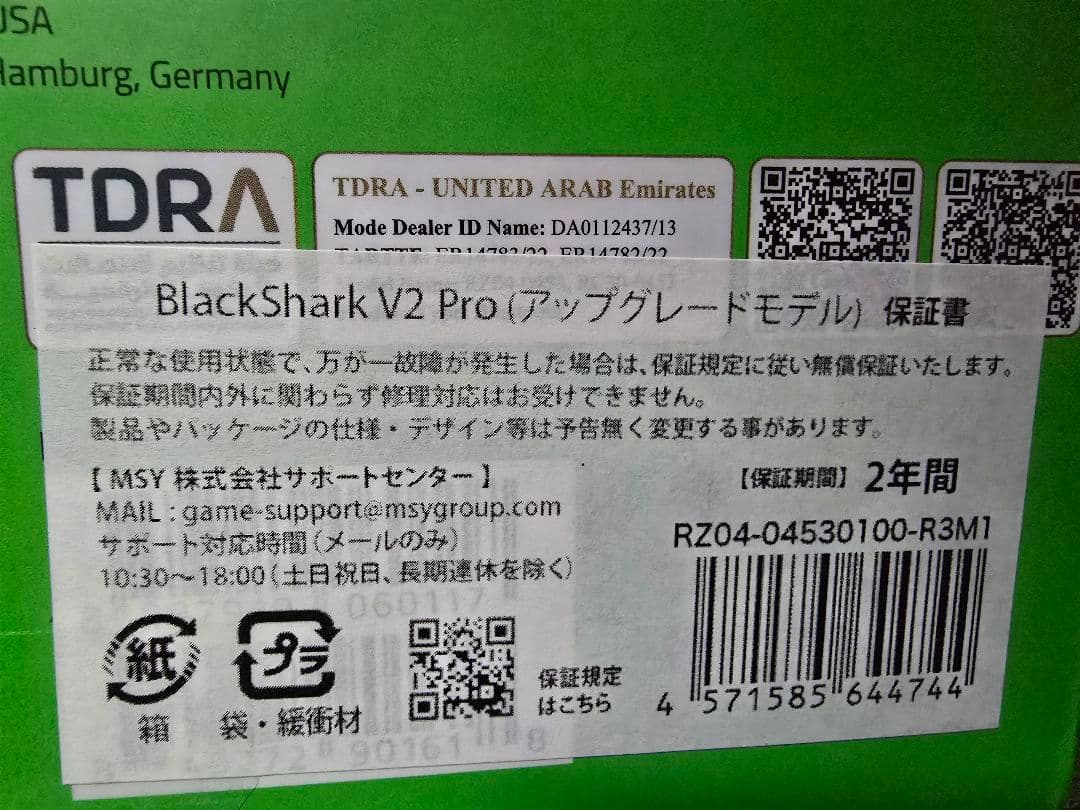 USA
Hamburg, Germany
TDRA
TDRA - UNITED ARAB Emirates
Mode Dealer ID Name: DA0112437/13
BlackShark V2 Pro (アップグレードモデル) 保証書
正常な使用状態で、万が一故障が発生した場合は、保証規定に従い無償保証いたします。
保証期間内外に関わらず修理対応はお受けできません。
製品やパッケージの仕様・デザイン等は予告無く変更する事があります。
【 MSY 株式会社サポートセンター 】
MAIL : game-support@msygroup.com
サポート対応時間（メールのみ）
10:30～18:00（土日祝日、長期連休を除く）
【保証期間】 2年間
RZ04-04530100-R3M1
紙
箱
プラ
袋・緩衝材
保証規定
はこちら
4 571585 644744
060117
90161 8